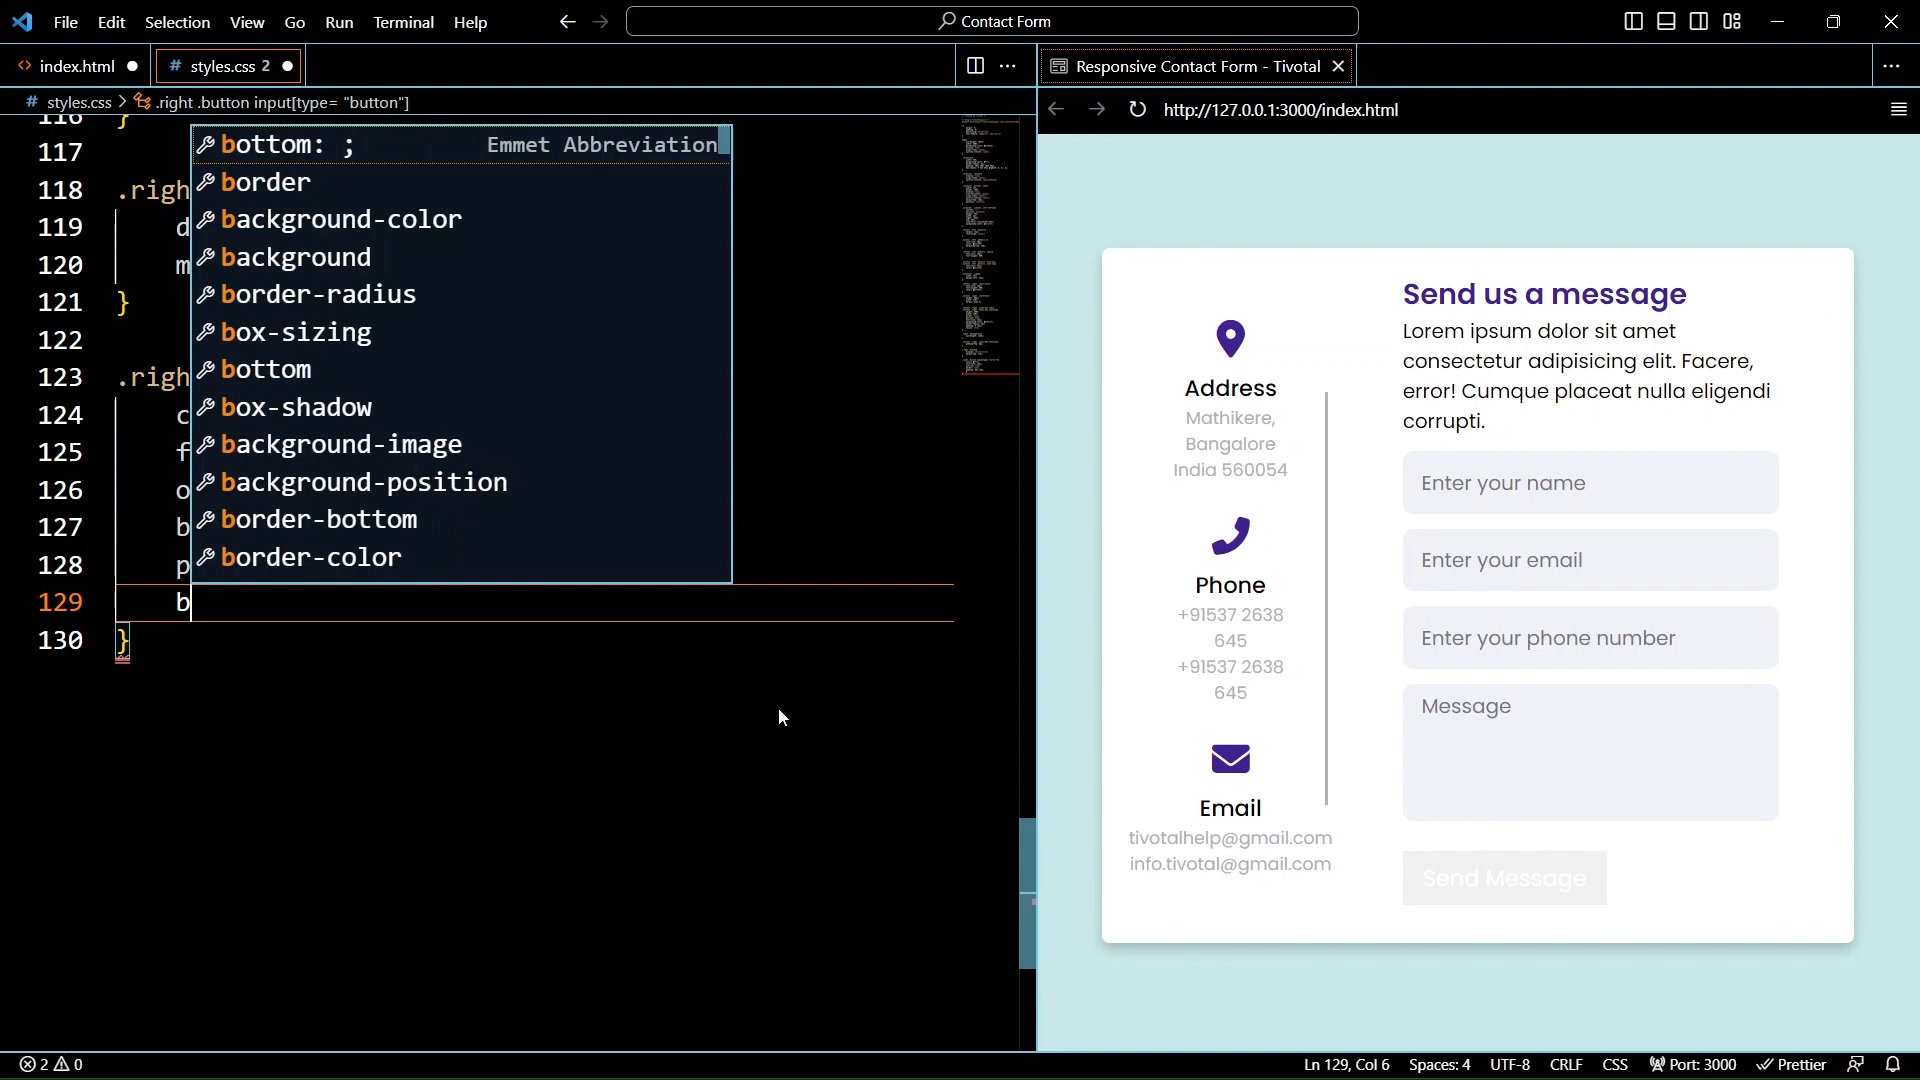 File Edit Selection View Go Run Terminal Help
Contact Form
index.html
# styles.css 2
Responsive Contact Form - Tivotal
# styles.css > .right .button input[type= "button"]
http://127.0.0.1:3000/index.html
116 }
117
118 .righ
119 d
120 m
121 }
122
123 .righ
124 c
125 f
126 o
127 b
128 p
129 b
130 }
bottom: ; Emmet Abbreviation
border
background-color
background
border-radius
box-sizing
bottom
box-shadow
background-image
background-position
border-bottom
border-color
Address
Mathikere,
Bangalore
India 560054
Phone
+91537 2638
645
+91537 2638
645
Email
tivotalhelp@gmail.com
info.tivotal@gmail.com
Send us a message
Lorem ipsum dolor sit amet
consectetur adipisicing elit. Facere,
error! Cumque placeat nulla eligendi
corrupti.
Enter your name
Enter your email
Enter your phone number
Message
Send Message
2 0
Ln 129, Col 6 Spaces: 4 UTF-8 CRLF CSS Port: 3000 Prettier